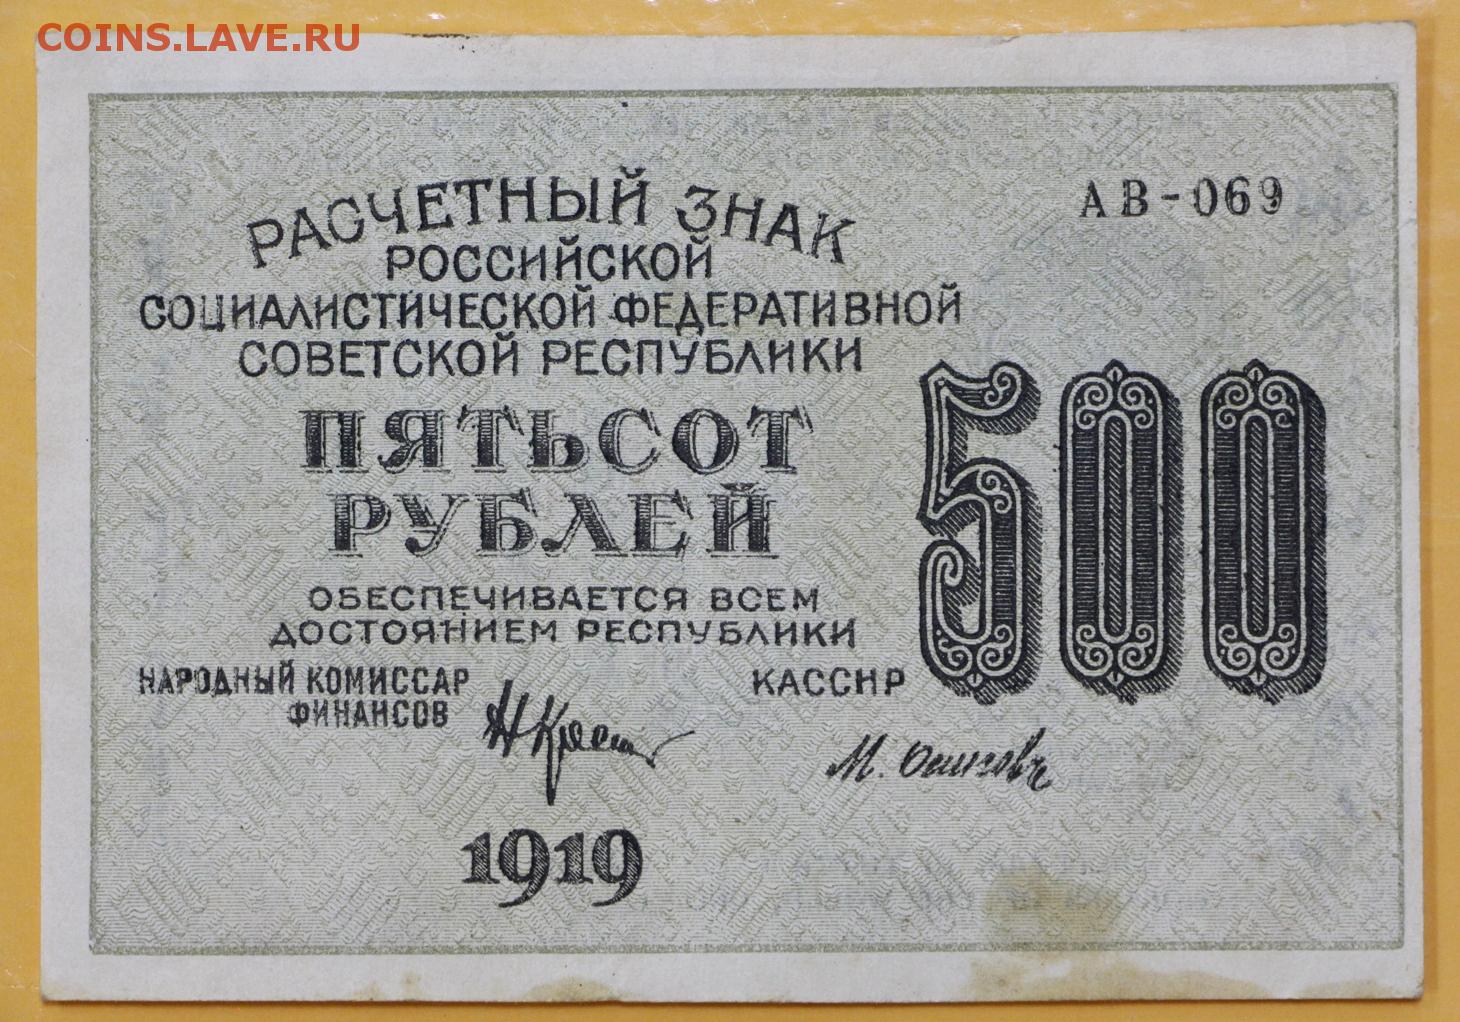 COINS.LAVE.RU
РАСЧЕТНЫЙ ЗНАК
АВ-069
РОССИЙСКОЙ
СОЦИАЛИСТИЧЕСКОЙ ФЕДЕРАТИВНОЙ
СОВЕТСКОЙ РЕСПУБЛИКИ
ПЯТЬСОТ
РУБЛЕЙ
500
ОБЕСПЕЧИВАЕТСЯ ВСЕМ
ДОСТОЯНИЕМ РЕСПУБЛИКИ
НАРОДНЫЙ КОМИССАР
ФИНАНСОВ
КАССИР
М. Осиповъ
1919